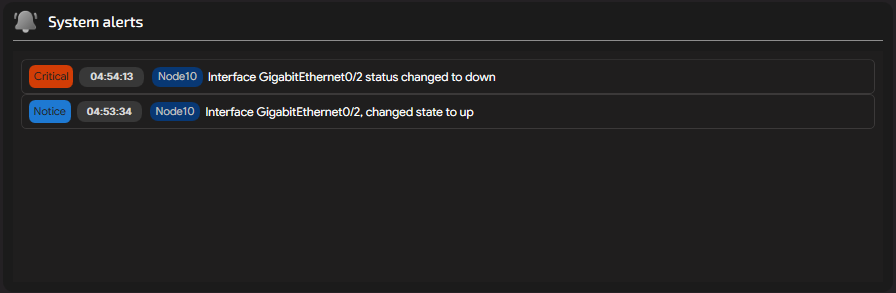 System alerts
Critical 04:54:13 Node10 Interface GigabitEthernet0/2 status changed to down
Notice 04:53:34 Node10 Interface GigabitEthernet0/2, changed state to up